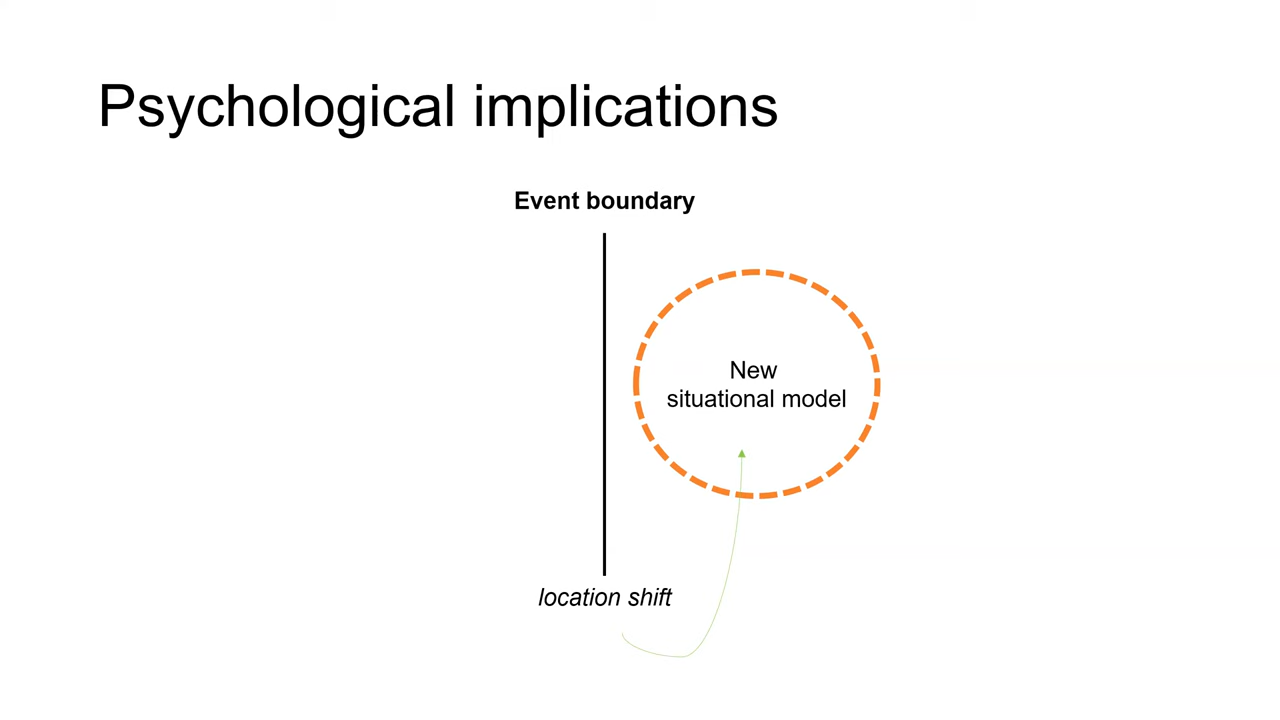 Psychological implications
Event boundary
New
situational model
location shift